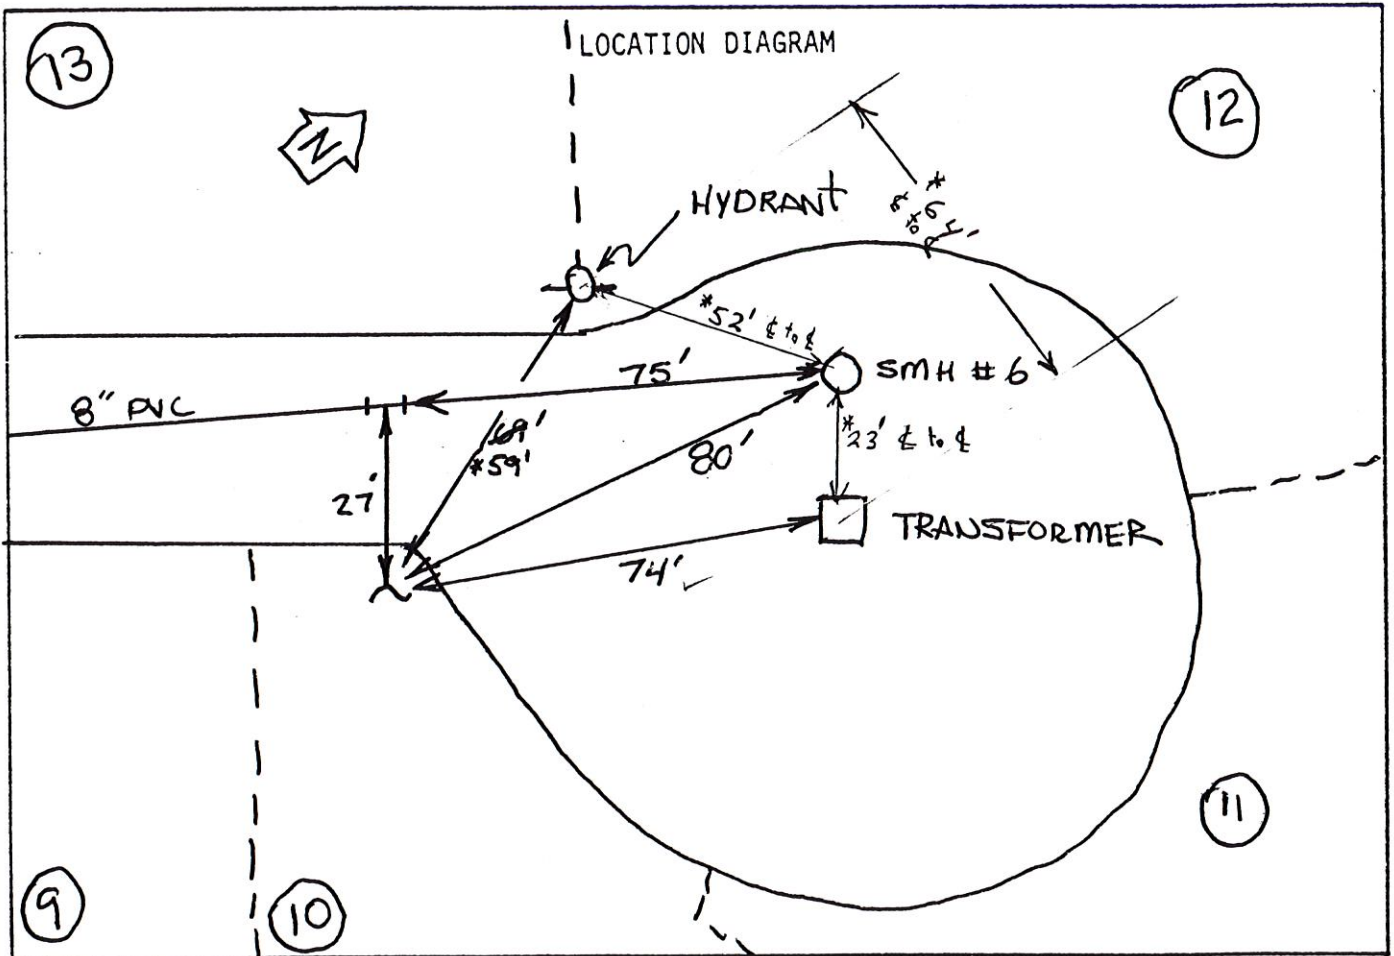 13
LOCATION DIAGRAM
12
N
HYDRANT
*52' ℄ to ℄
75'
SMH # 6
8" PVC
69'
*59'
80'
*23' ℄ to ℄
27'
TRANSFORMER
74' ✓
11
9
10